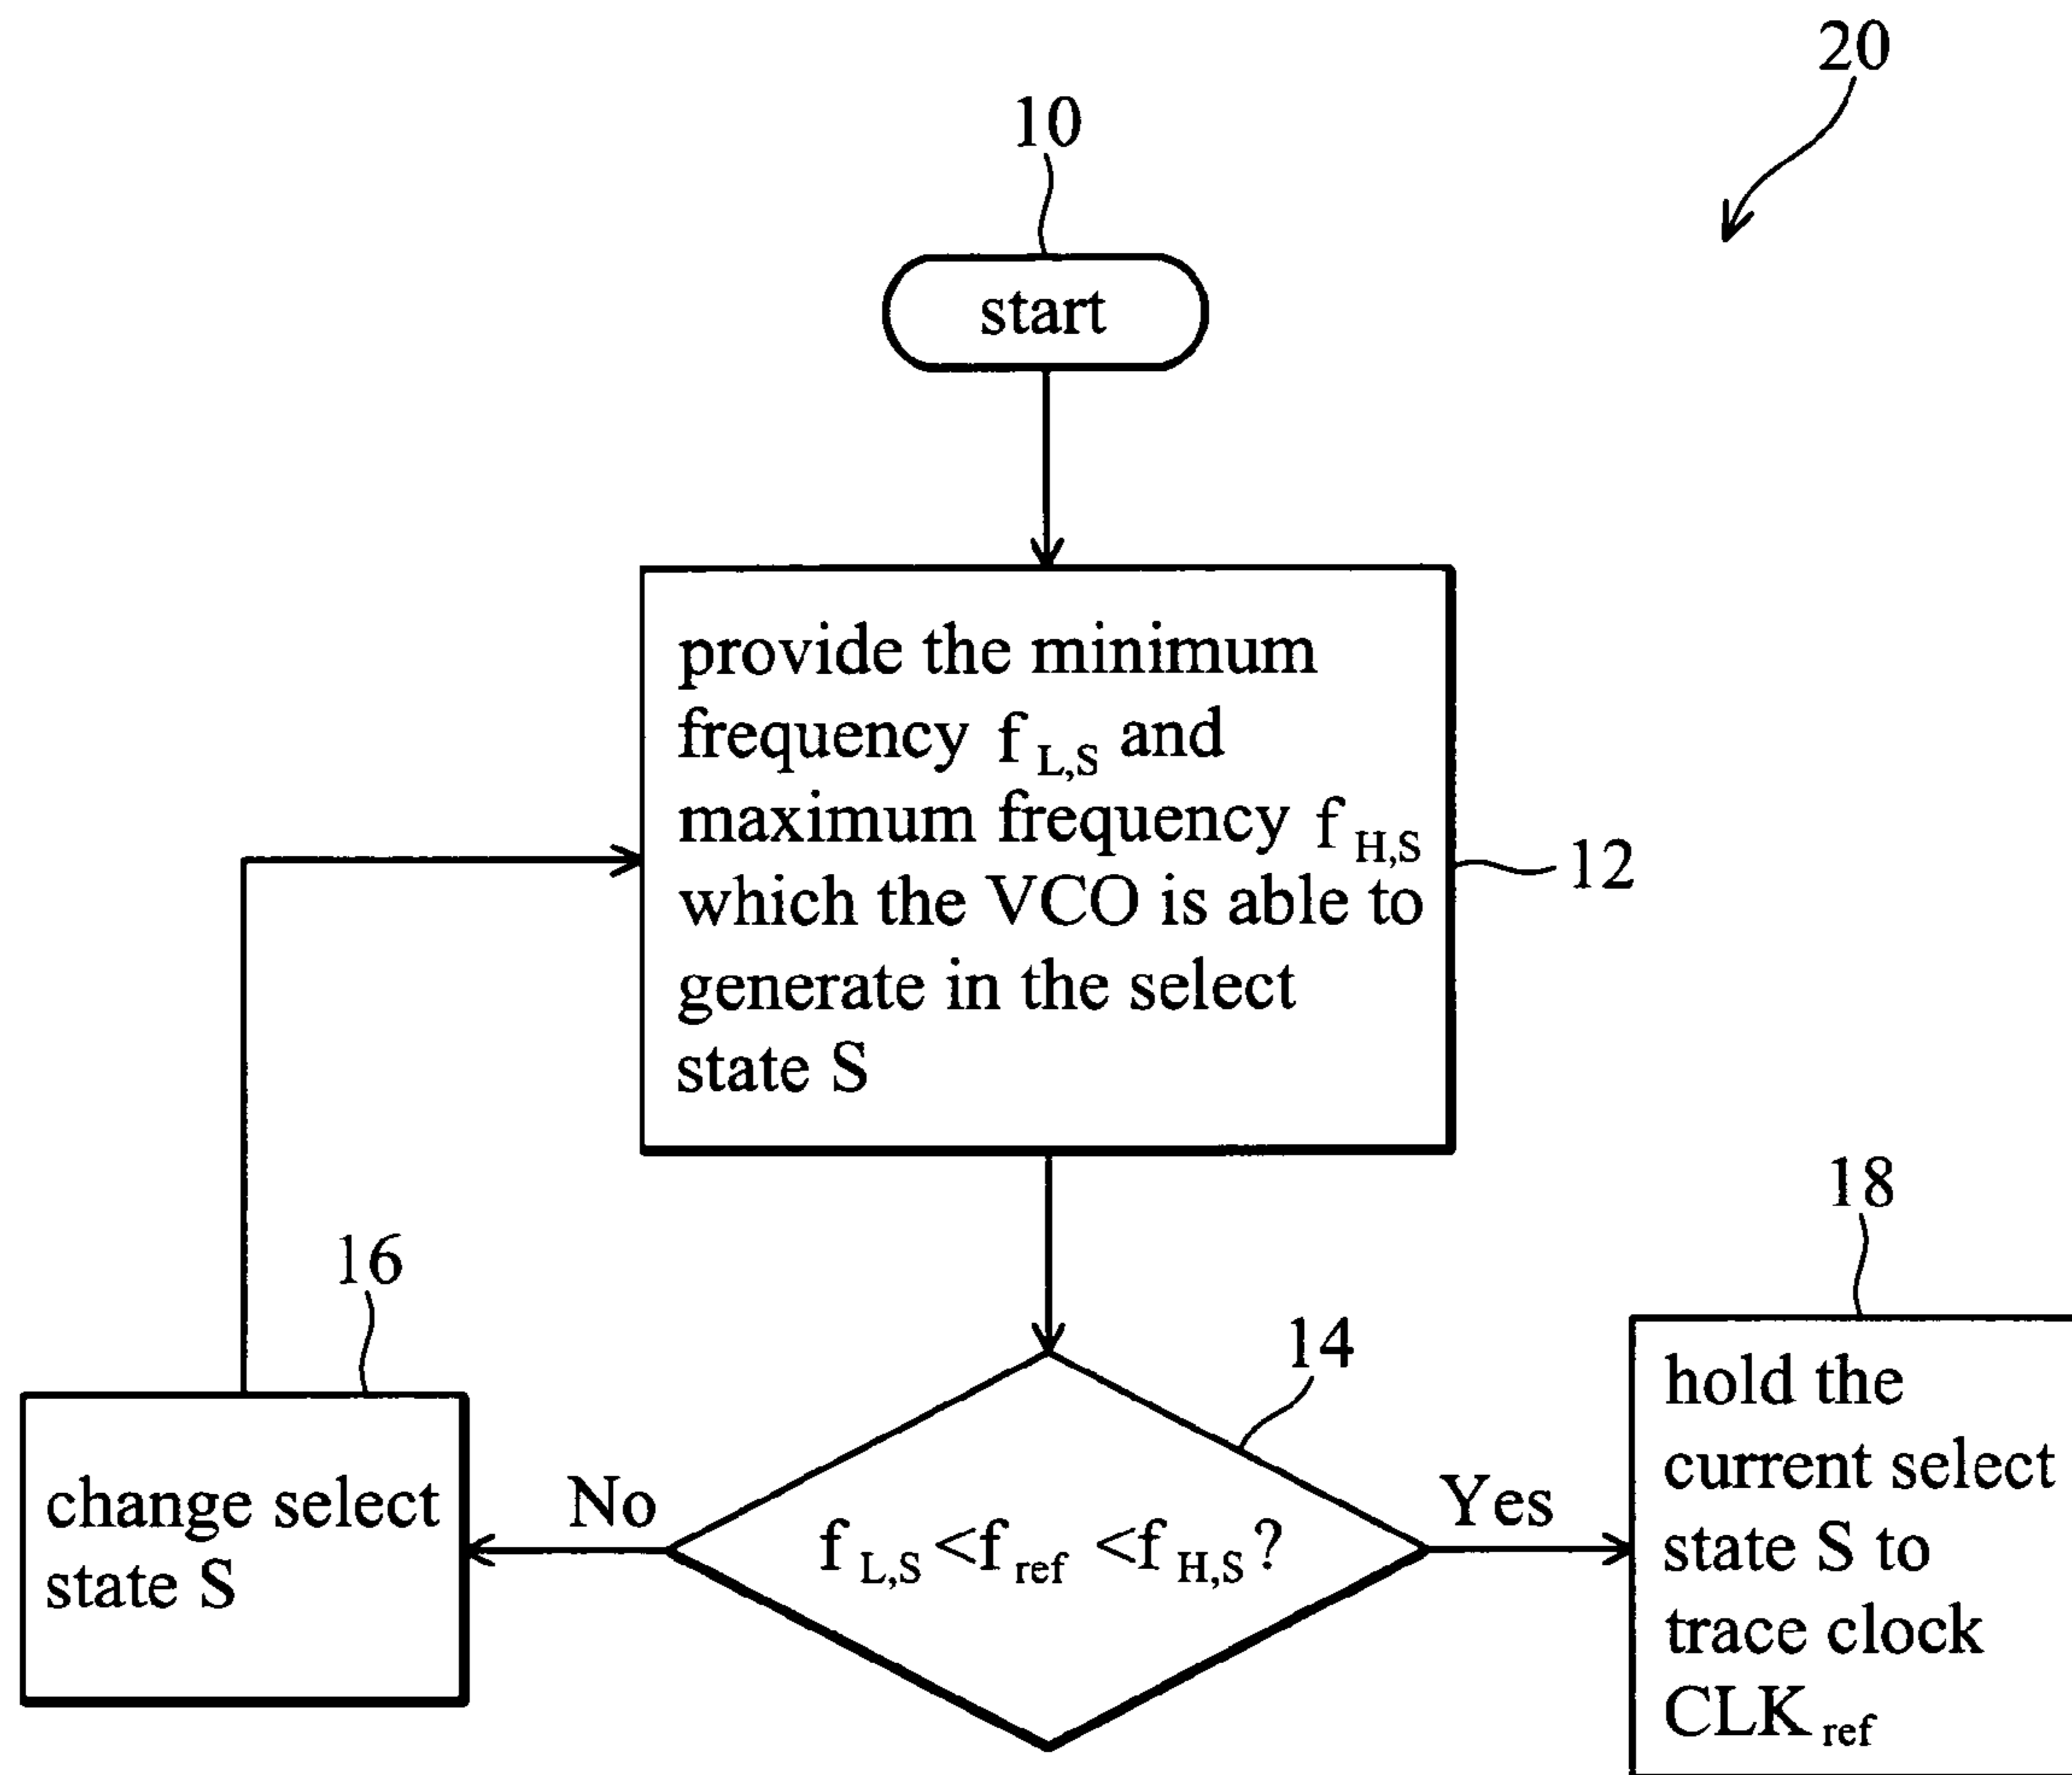 20
10
start
provide the minimum
frequency f L,S and
maximum frequency f H,S
which the VCO is able to
generate in the select
state S
12
18
16
14
hold the
current select
state S to
trace clock
CLK ref
change select
state S
No
f L,S <f ref <f H,S ?
Yes